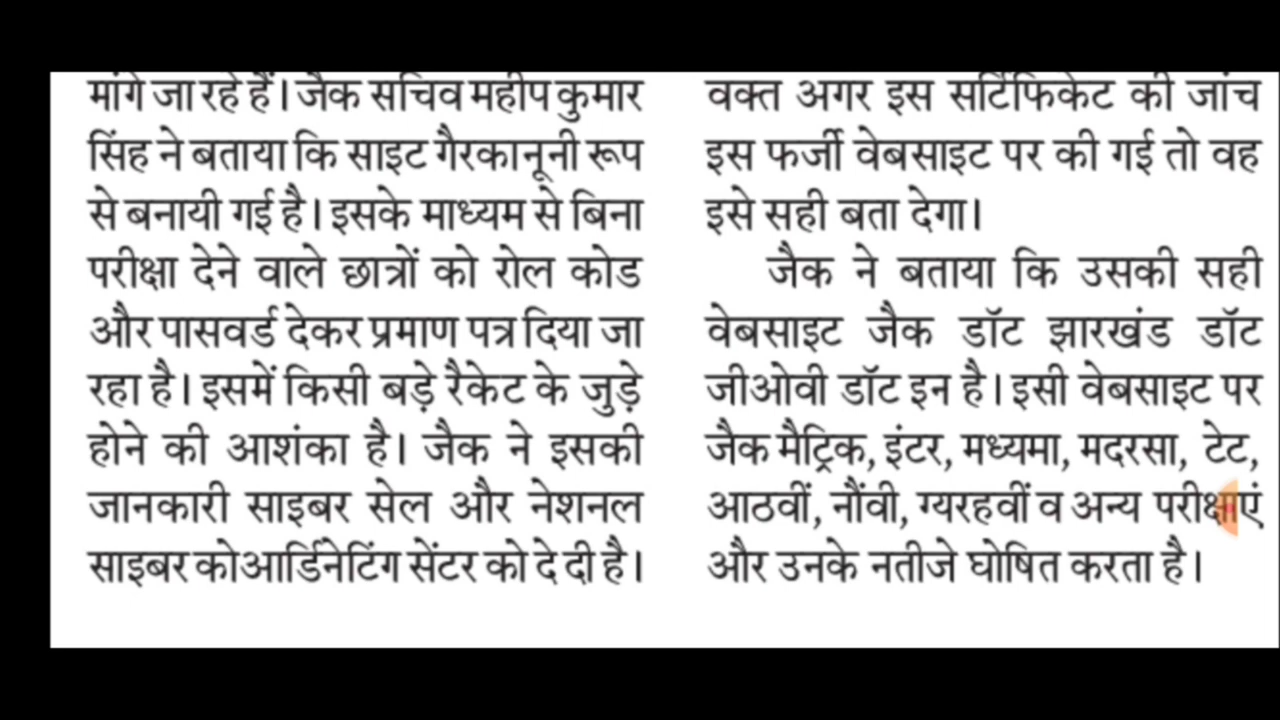 मांगे जा रहे हैं। जैक सचिव महीप कुमार
सिंह ने बताया कि साइट गैरकानूनी रूप
से बनायी गई है। इसके माध्यम से बिना
परीक्षा देने वाले छात्रों को रोल कोड
और पासवर्ड देकर प्रमाण पत्र दिया जा
रहा है। इसमें किसी बड़े रैकेट के जुड़े
होने की आशंका है। जैक ने इसकी
जानकारी साइबर सेल और नेशनल
साइबर कोआर्डिनेटिंग सेंटर को दे दी है।
वक्त अगर इस सर्टिफिकेट की जांच
इस फर्जी वेबसाइट पर की गई तो वह
इसे सही बता देगा।
जैक ने बताया कि उसकी सही
वेबसाइट जैक डॉट झारखंड डॉट
जीओवी डॉट इन है। इसी वेबसाइट पर
जैक मैट्रिक, इंटर, मध्यमा, मदरसा, टेट,
आठवीं, नौंवी, ग्यरहवीं व अन्य परीक्षाएं
और उनके नतीजे घोषित करता है।